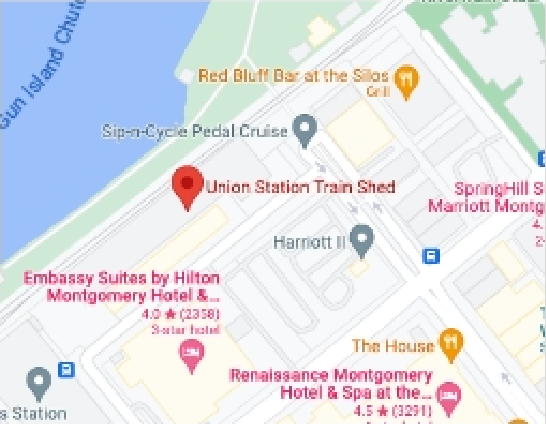 Gun Island Chute
Red Bluff Bar at the Silos
Grill
Sip-n-Cycle Pedal Cruise
Union Station Train Shed
SpringHill S
Marriott Montg
4.
2-
Harriott II
Embassy Suites by Hilton
Montgomery Hotel &...
4.0 ★ (2358)
3-star hotel
The House
Renaissance Montgomery
Hotel & Spa at the...
4.5 ★ (3291)
s Station